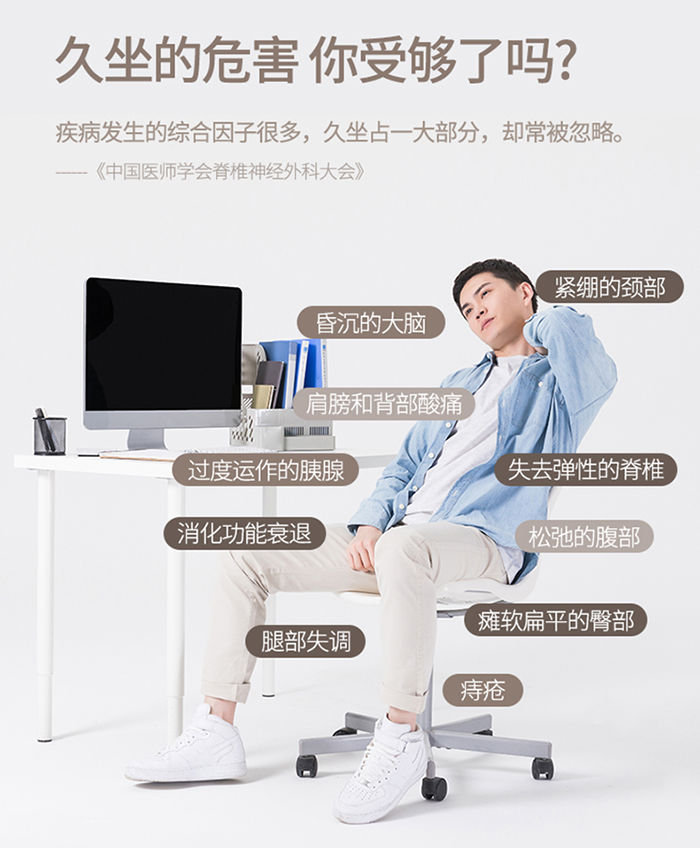 久坐的危害 你受够了吗?
疾病发生的综合因子很多，久坐占一大部分，却常被忽略。
-----《中国医师学会脊椎神经外科大会》
紧绷的颈部
昏沉的大脑
肩膀和背部酸痛
过度运作的胰腺
失去弹性的脊椎
消化功能衰退
松弛的腹部
瘫软扁平的臀部
腿部失调
痔疮